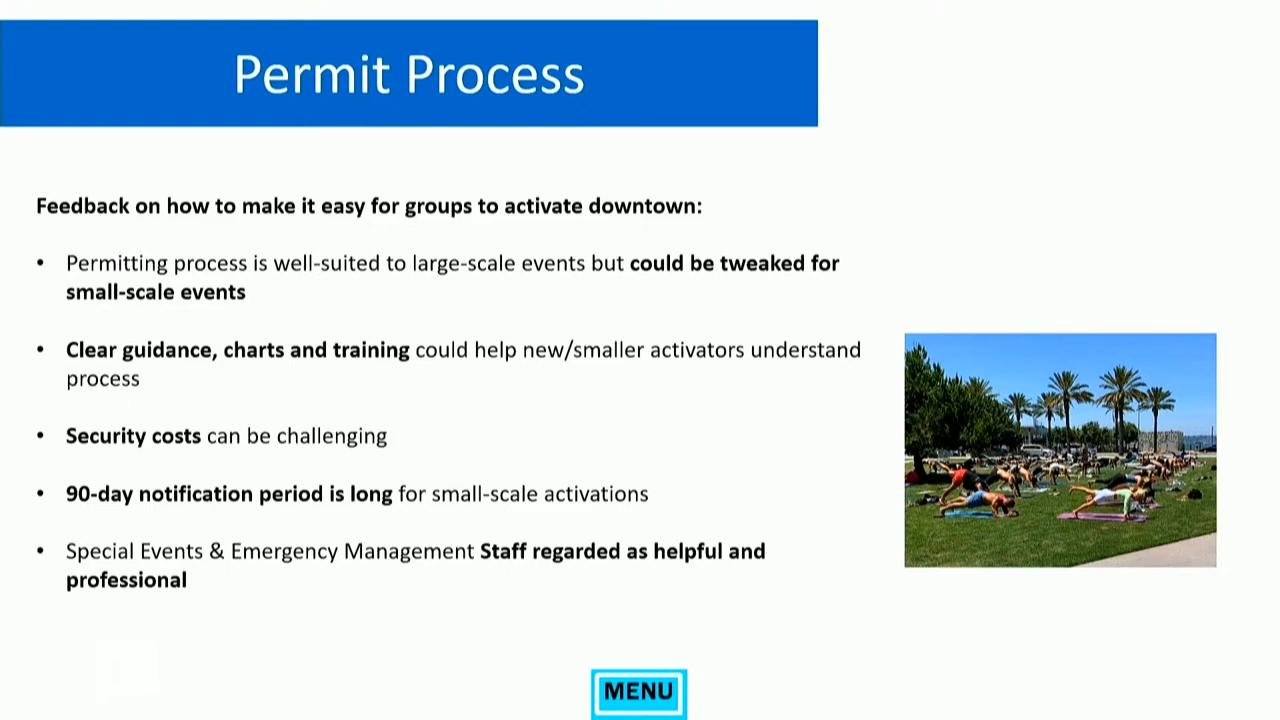 Permit Process
Feedback on how to make it easy for groups to activate downtown:
• Permitting process is well-suited to large-scale events but could be tweaked for
small-scale events
• Clear guidance, charts and training could help new/smaller activators understand
process
• Security costs can be challenging
• 90-day notification period is long for small-scale activations
• Special Events & Emergency Management Staff regarded as helpful and
professional
MENU